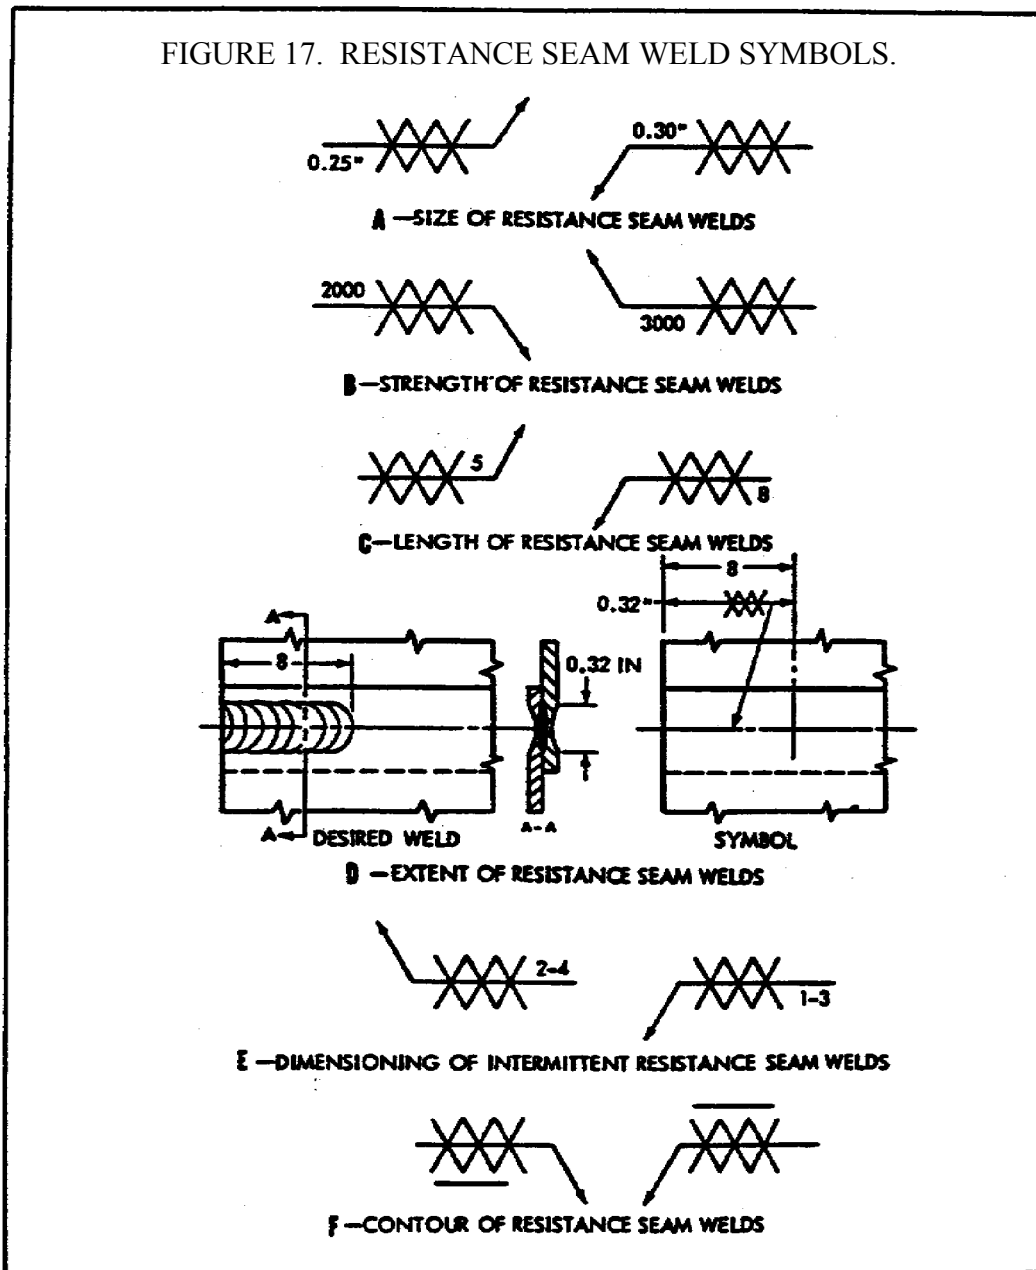 FIGURE 17. RESISTANCE SEAM WELD SYMBOLS.
0.25"
0.30"
A—SIZE OF RESISTANCE SEAM WELDS
2000
3000
B—STRENGTH OF RESISTANCE SEAM WELDS
5
8
C—LENGTH OF RESISTANCE SEAM WELDS
8
0.32"
A
8
0.32 IN
A
DESIRED WELD
A-A
SYMBOL
D—EXTENT OF RESISTANCE SEAM WELDS
2-4
1-3
E—DIMENSIONING OF INTERMITTENT RESISTANCE SEAM WELDS
F—CONTOUR OF RESISTANCE SEAM WELDS